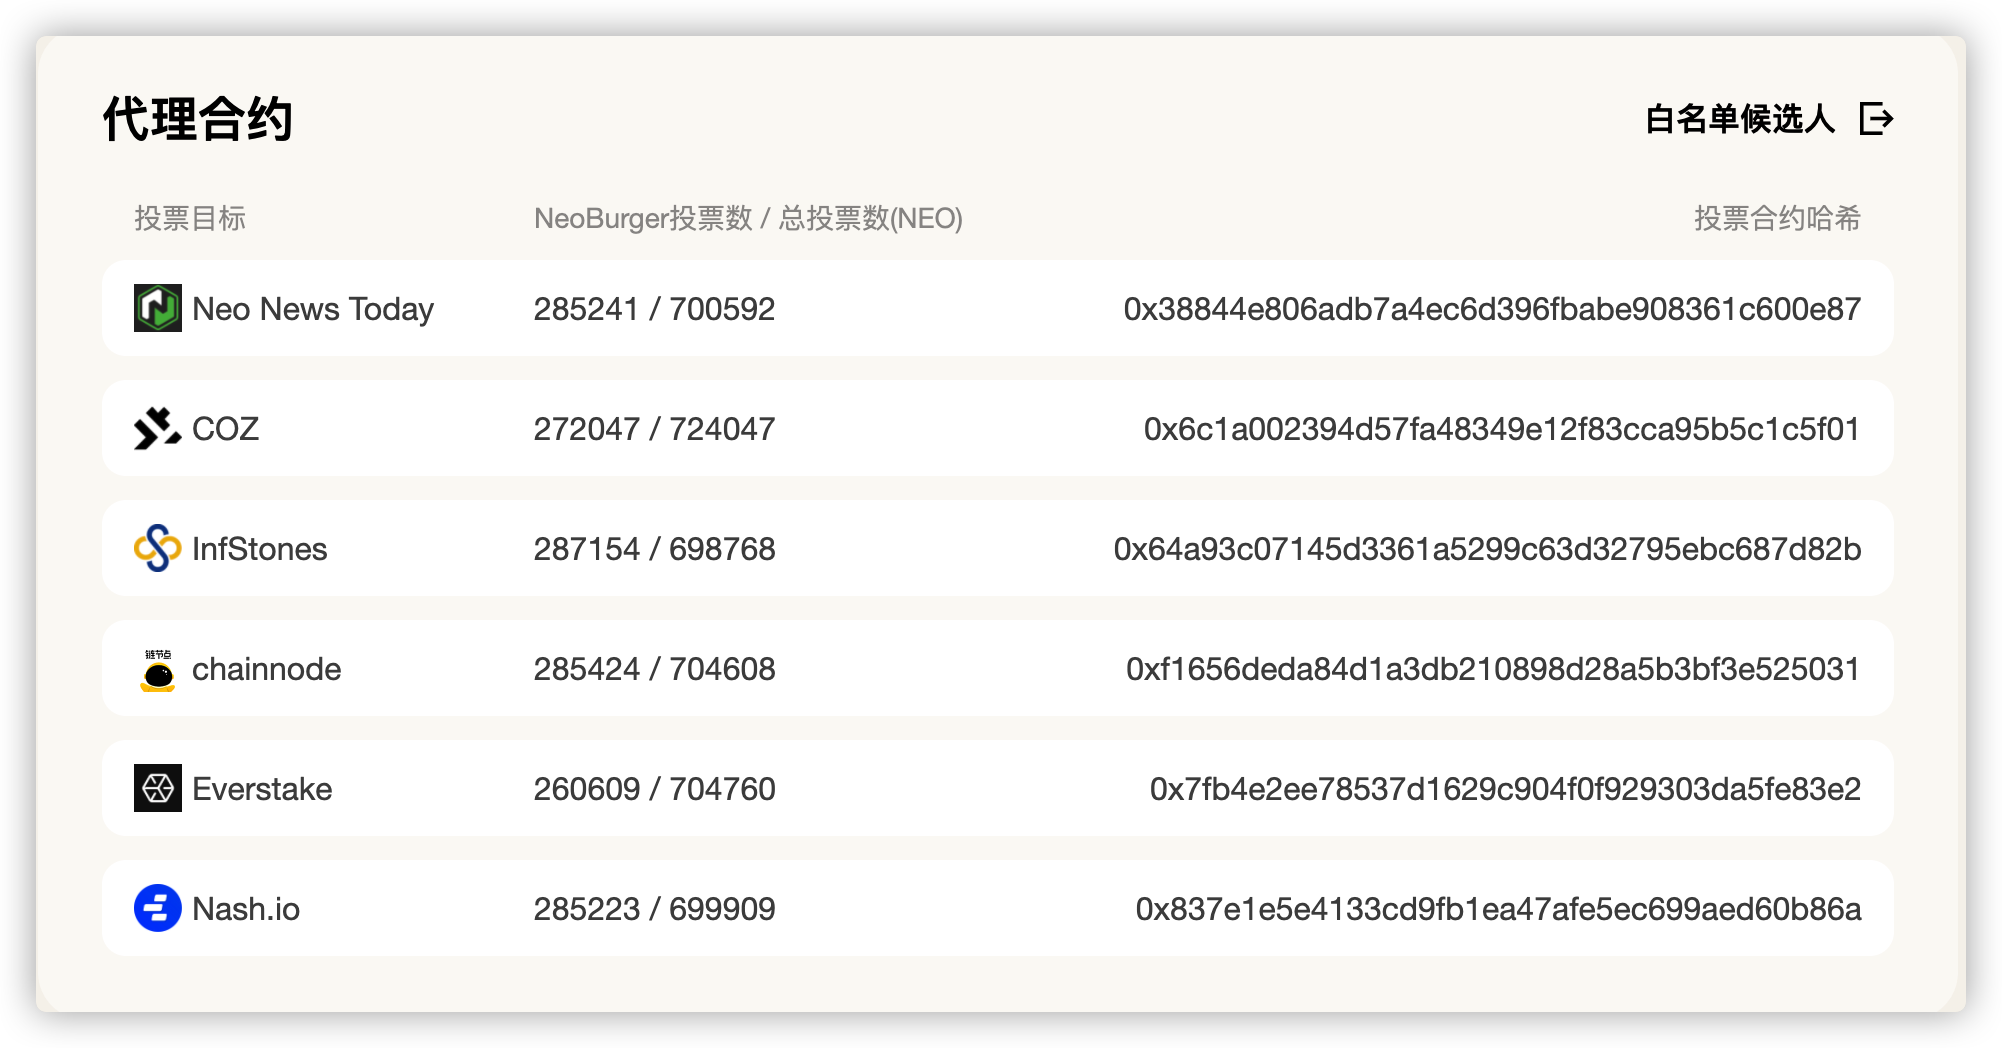 代理合约
白名单候选人
投票目标 NeoBurger投票数 / 总投票数(NEO) 投票合约哈希
Neo News Today 285241 / 700592 0x38844e806adb7a4ec6d396fbabe908361c600e87
COZ 272047 / 724047 0x6c1a002394d57fa48349e12f83cca95b5c1c5f01
InfStones 287154 / 698768 0x64a93c07145d3361a5299c63d32795ebc687d82b
链节点
chainnode 285424 / 704608 0xf1656deda84d1a3db210898d28a5b3bf3e525031
Everstake 260609 / 704760 0x7fb4e2ee78537d1629c904f0f929303da5fe83e2
Nash.io 285223 / 699909 0x837e1e5e4133cd9fb1ea47afe5ec699aed60b86a